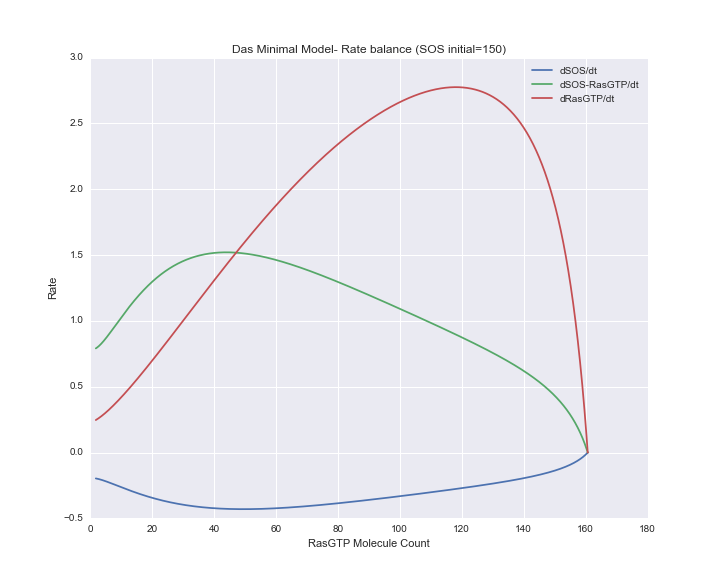 Das Minimal Model- Rate balance (SOS initial=150)
dSOS/dt
dSOS-RasGTP/dt
dRasGTP/dt
3.0
2.5
2.0
1.5
1.0
0.5
0.0
−0.5
Rate
0 20 40 60 80 100 120 140 160 180
RasGTP Molecule Count